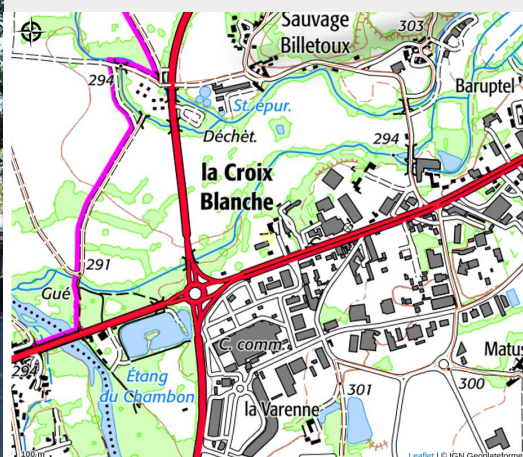 Sauvage
303
Billetoux
294
Baruptel
St. épur.
Déchèt.
294
la Croix
Blanche
291
Gué
C. comm.
Matus
294
Étang
du Chambon
301
300
la Varenne
100 m
Leaflet | © IGN Geoplateforme